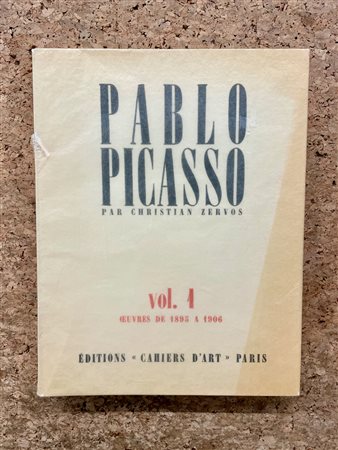 PABLO
PICASSO
PAR CHRISTIAN ZERVOS
vol. 1
ŒUVRES DE 1895 A 1906
ÉDITIONS « CAHIERS D'ART » PARIS